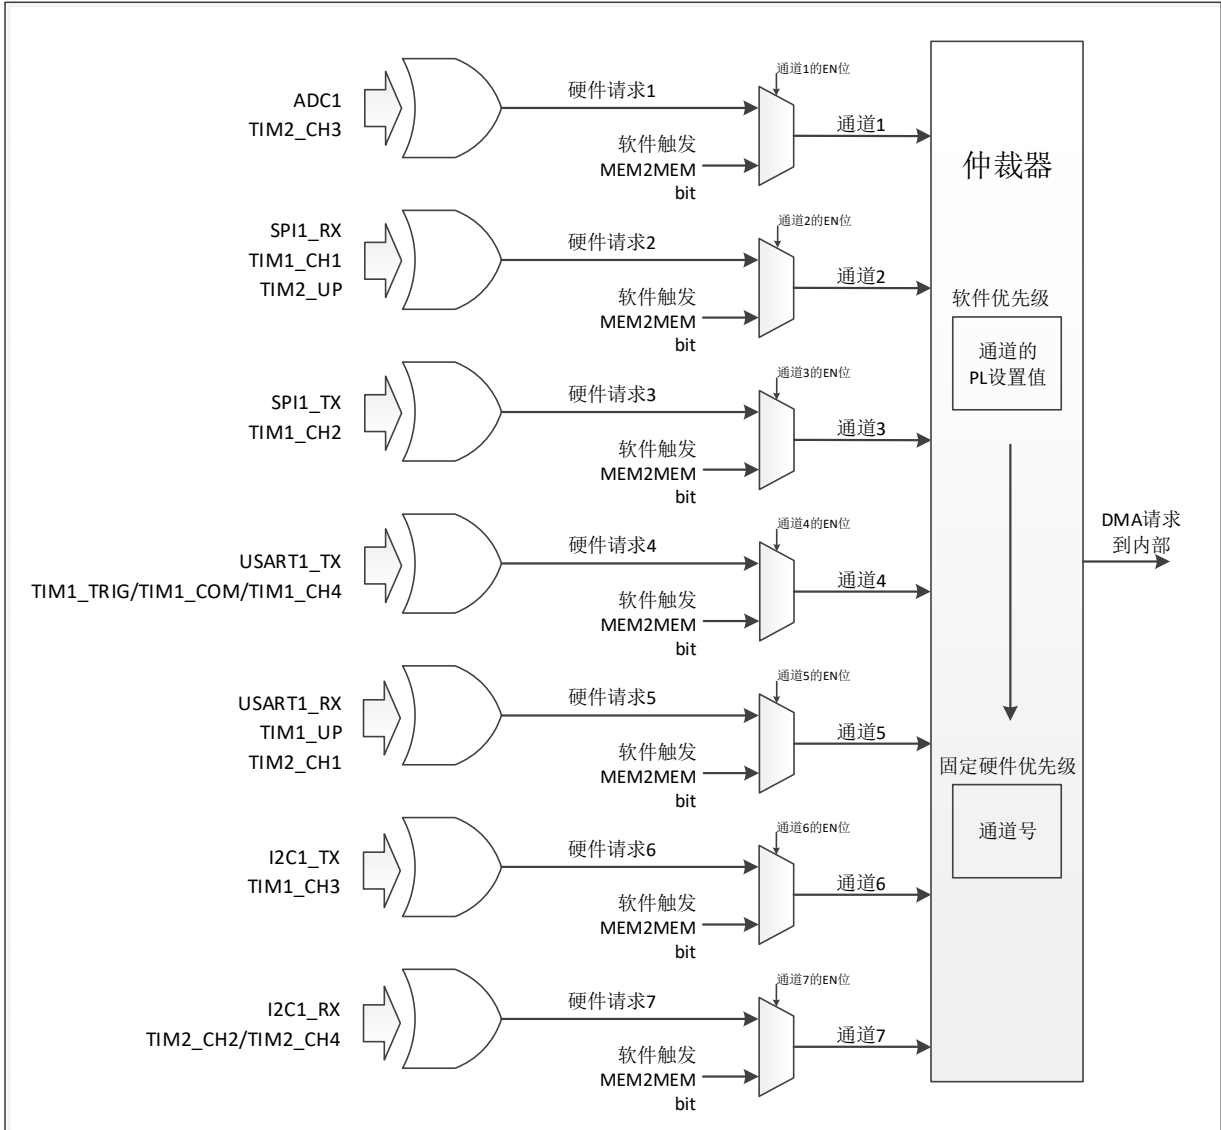 ADC1
TIM2_CH3
硬件请求1
软件触发
MEM2MEM
bit
通道1的EN位
通道1
SPI1_RX
TIM1_CH1
TIM2_UP
硬件请求2
软件触发
MEM2MEM
bit
通道2的EN位
通道2
SPI1_TX
TIM1_CH2
硬件请求3
软件触发
MEM2MEM
bit
通道3的EN位
通道3
USART1_TX
TIM1_TRIG/TIM1_COM/TIM1_CH4
硬件请求4
软件触发
MEM2MEM
bit
通道4的EN位
通道4
USART1_RX
TIM1_UP
TIM2_CH1
硬件请求5
软件触发
MEM2MEM
bit
通道5的EN位
通道5
I2C1_TX
TIM1_CH3
硬件请求6
软件触发
MEM2MEM
bit
通道6的EN位
通道6
I2C1_RX
TIM2_CH2/TIM2_CH4
硬件请求7
软件触发
MEM2MEM
bit
通道7的EN位
通道7
仲裁器
软件优先级
通道的
PL设置值
固定硬件优先级
通道号
DMA请求
到内部